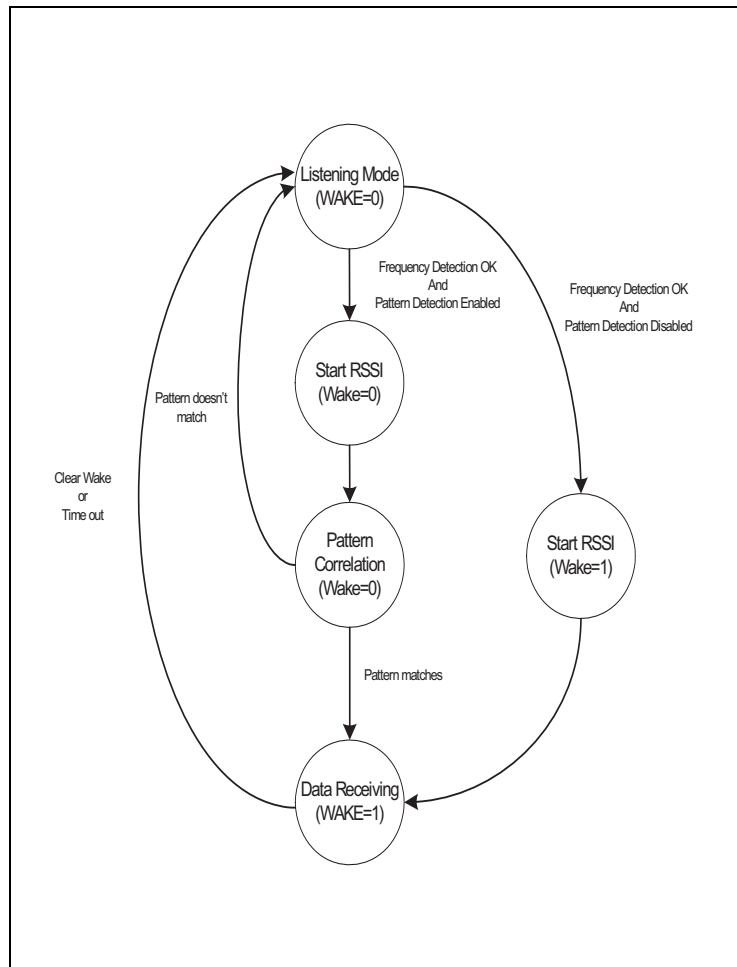 Listening Mode
(WAKE=0)
Frequency Detection OK
And
Pattern Detection Enabled
Frequency Detection OK
And
Pattern Detection Disabled
Start RSSI
(Wake=0)
Pattern doesn't
match
Clear Wake
or
Time out
Pattern
Correlation
(Wake=0)
Start RSSI
(Wake=1)
Pattern matches
Data Receiving
(WAKE=1)